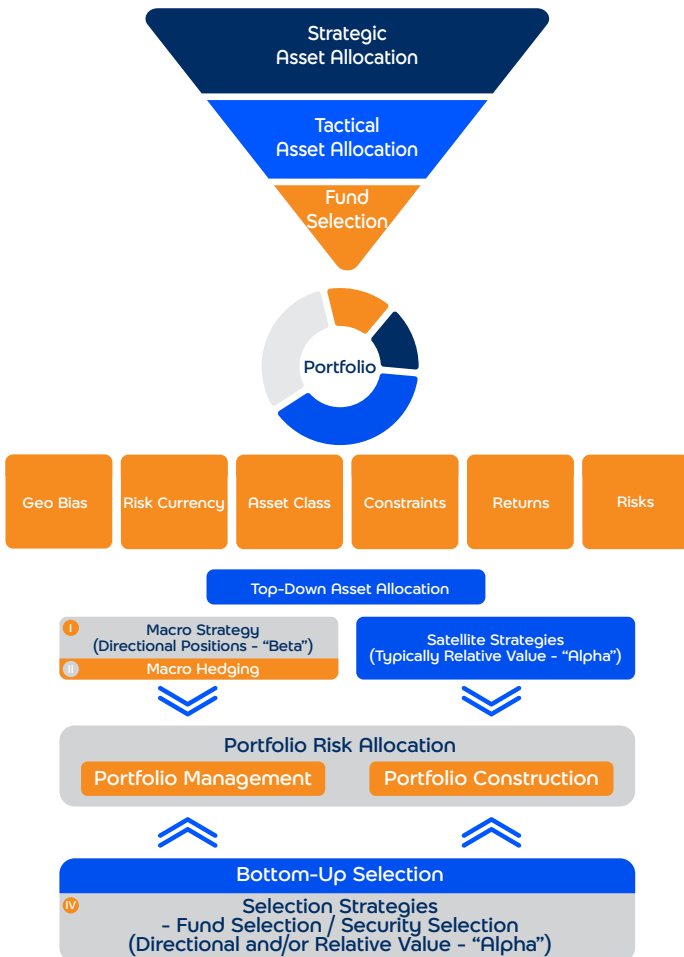 Strategic
Asset Allocation
Tactical
Asset Allocation
Fund
Selection
Portfolio
Geo Bias
Risk Currency
Asset Class
Constraints
Returns
Risks
Top-Down Asset Allocation
I
Macro Strategy
(Directional Positions - “Beta”)
II
Macro Hedging
Satellite Strategies
(Typically Relative Value - “Alpha”)
Portfolio Risk Allocation
Portfolio Management
Portfolio Construction
Bottom-Up Selection
IV
Selection Strategies
- Fund Selection / Security Selection
(Directional and/or Relative Value - “Alpha”)